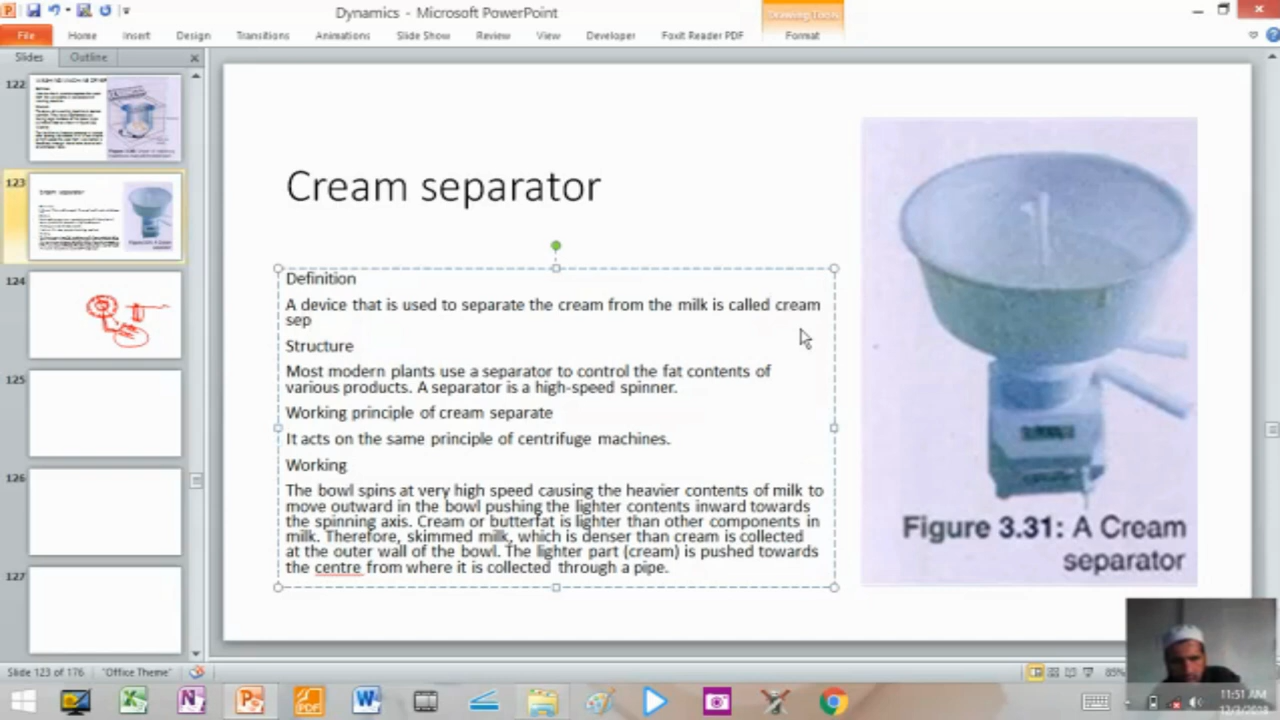 Dynamics - Microsoft PowerPoint
Drawing Tools
File Home Insert Design Transitions Animations Slide Show Review View Developer Foxit Reader PDF Format
Slides Outline
122
123
124
125
126
127
Cream separator
Definition
A device that is used to separate the cream from the milk is called cream
sep
Structure
Most modern plants use a separator to control the fat contents of
various products. A separator is a high-speed spinner.
Working principle of cream separate
It acts on the same principle of centrifuge machines.
Working
The bowl spins at very high speed causing the heavier contents of milk to
move outward in the bowl pushing the lighter contents inward towards
the spinning axis. Cream or butterfat is lighter than other components in
milk. Therefore, skimmed milk, which is denser than cream is collected
at the outer wall of the bowl. The lighter part (cream) is pushed towards
the centre from where it is collected through a pipe.
Figure 3.31: A Cream
separator
Slide 123 of 176 "Office Theme" 85%
11:51 AM
12/3/2018